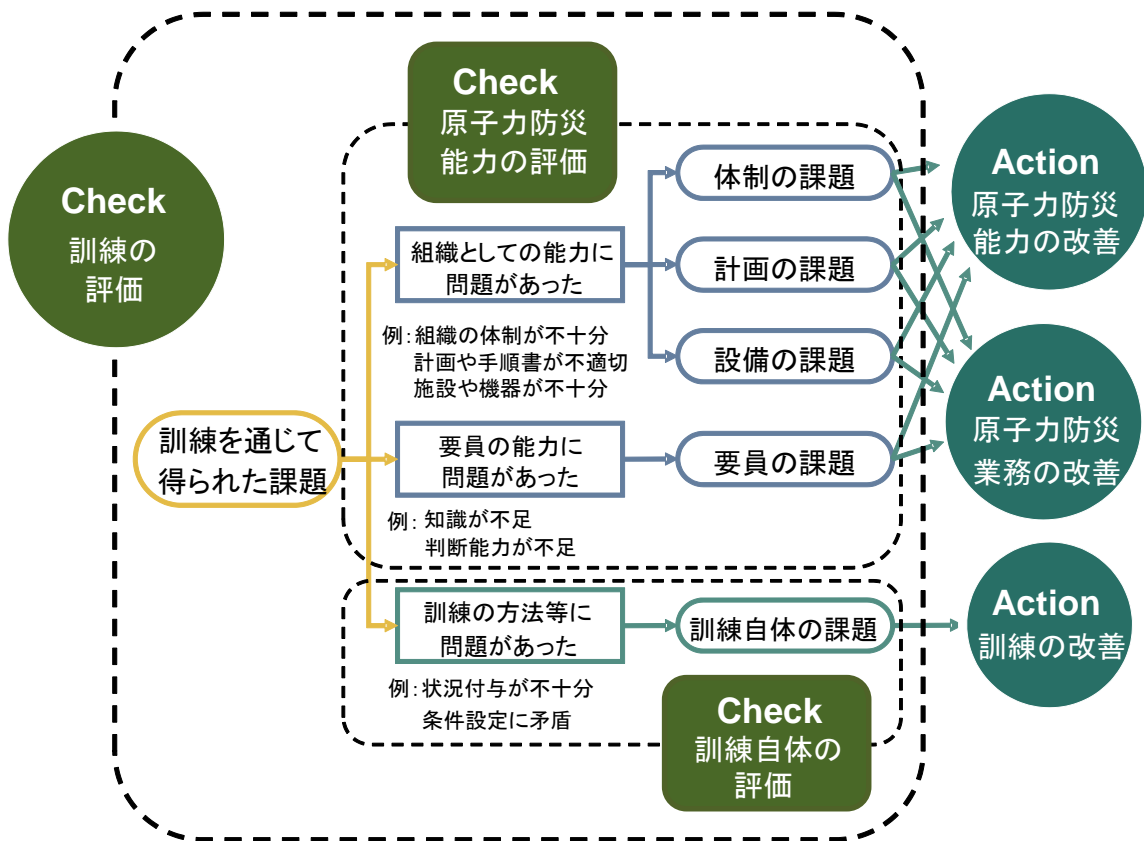 Check
訓練の
評価
Check
原子力防災
能力の評価
訓練を通じて
得られた課題
組織としての能力に
問題があった
例：組織の体制が不十分
計画や手順書が不適切
施設や機器が不十分
要員の能力に
問題があった
例：知識が不足
判断能力が不足
訓練の方法等に
問題があった
例：状況付与が不十分
条件設定に矛盾
体制の課題
計画の課題
設備の課題
要員の課題
訓練自体の課題
Check
訓練自体の
評価
Action
原子力防災
能力の改善
Action
原子力防災
業務の改善
Action
訓練の改善